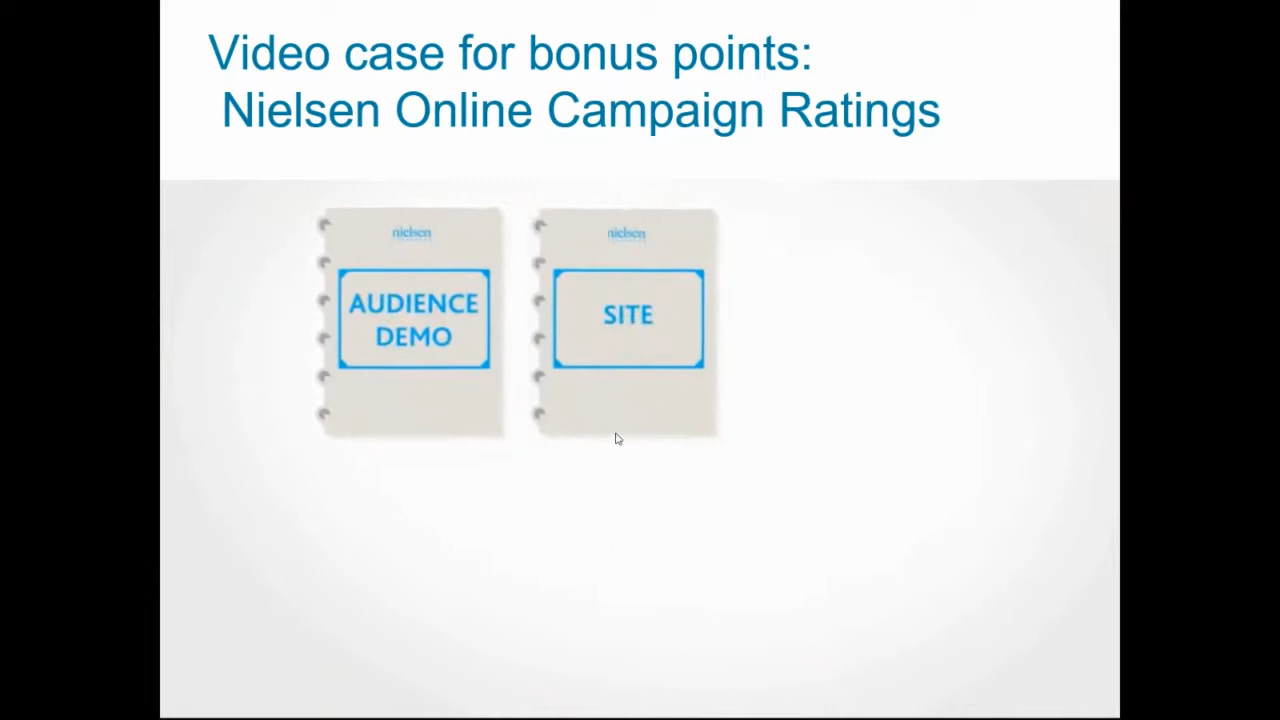 Video case for bonus points:
Nielsen Online Campaign Ratings
nielsen
AUDIENCE
DEMO
nielsen
SITE